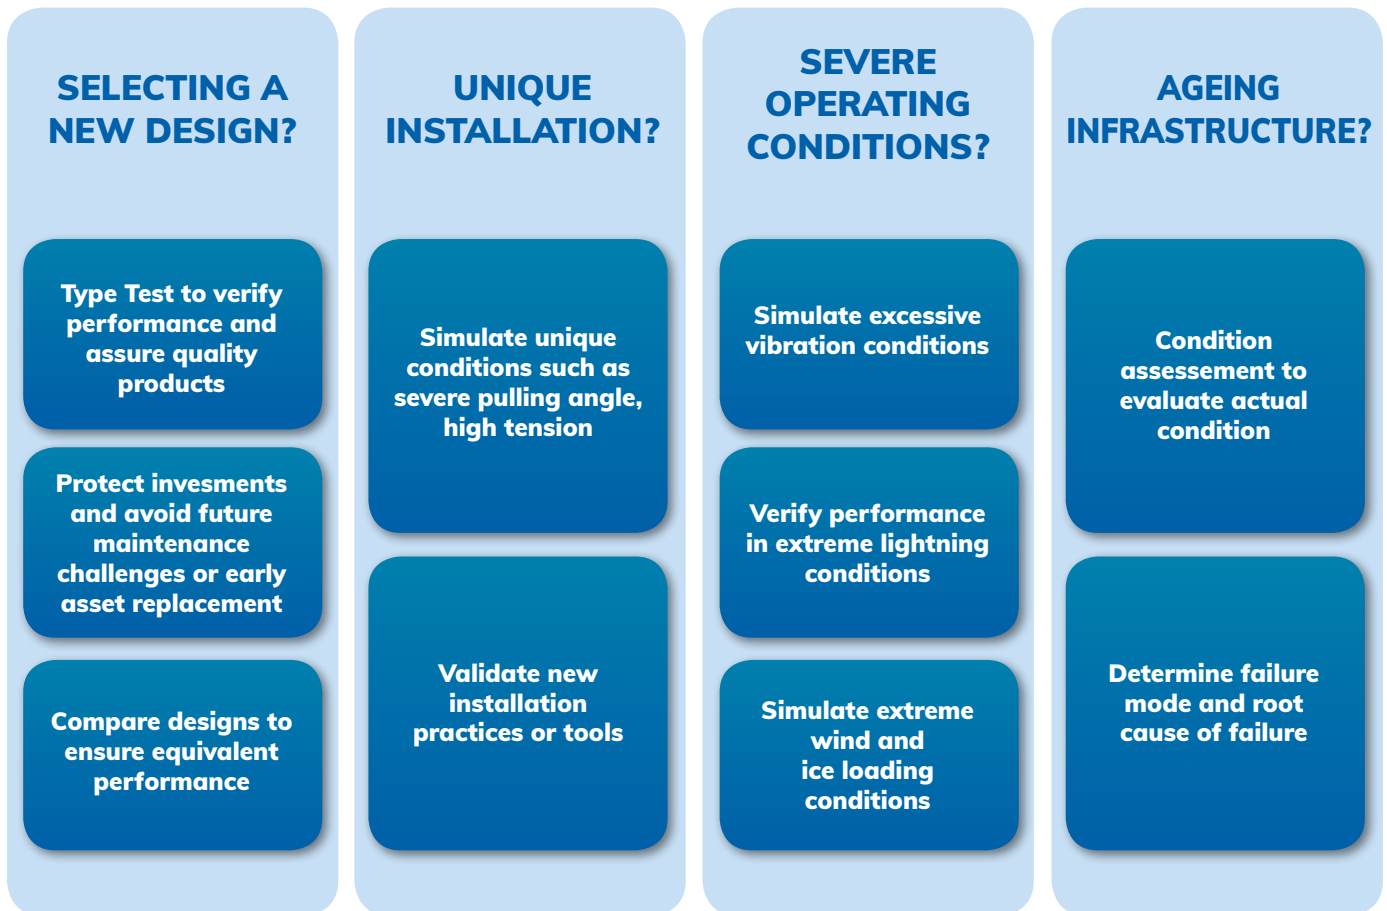 SELECTING A
NEW DESIGN?
Type Test to verify
performance and
assure quality
products
Protect invesments
and avoid future
maintenance
challenges or early
asset replacement
Compare designs to
ensure equivalent
performance
UNIQUE
INSTALLATION?
Simulate unique
conditions such as
severe pulling angle,
high tension
Validate new
installation
practices or tools
SEVERE
OPERATING
CONDITIONS?
Simulate excessive
vibration conditions
Verify performance
in extreme lightning
conditions
Simulate extreme
wind and
ice loading
conditions
AGEING
INFRASTRUCTURE?
Condition
assessement to
evaluate actual
condition
Determine failure
mode and root
cause of failure